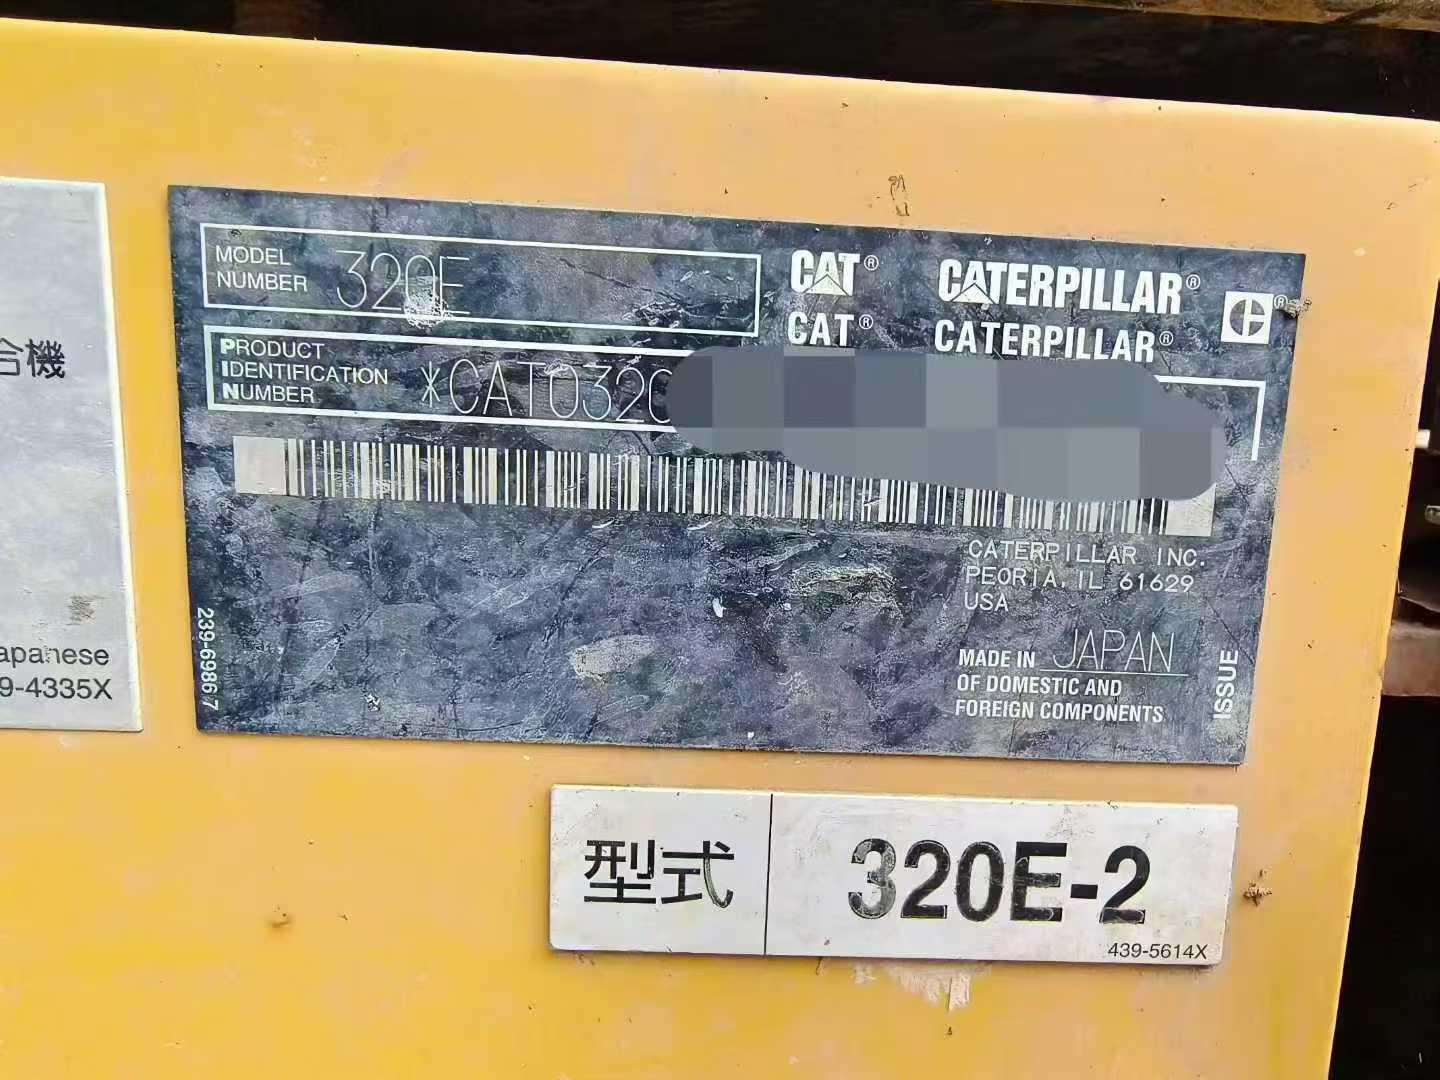 MODEL
NUMBER 320E
PRODUCT
IDENTIFICATION
NUMBER *CAT0320
CAT® CATERPILLAR®
CAT® CATERPILLAR®
CATERPILLAR INC.
PEORIA, IL 61629
USA
MADE IN JAPAN
OF DOMESTIC AND
FOREIGN COMPONENTS
ISSUE
239-6986 7
合機
apanese
9-4335X
型式 320E-2
439-5614X